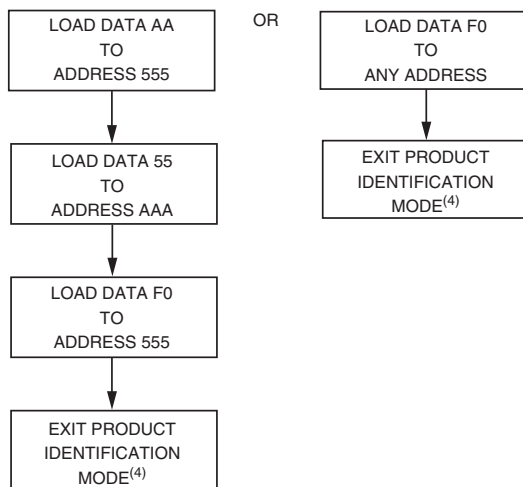 LOAD DATA AA
TO
ADDRESS 555
LOAD DATA 55
TO
ADDRESS AAA
LOAD DATA F0
TO
ADDRESS 555
EXIT PRODUCT
IDENTIFICATION
MODE(4)
OR
LOAD DATA F0
TO
ANY ADDRESS
EXIT PRODUCT
IDENTIFICATION
MODE(4)